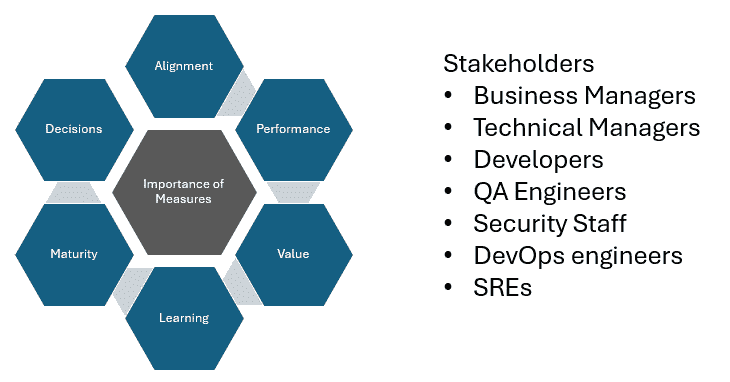 Alignment
Performance
Value
Learning
Maturity
Decisions
Importance of
Measures
Stakeholders
• Business Managers
• Technical Managers
• Developers
• QA Engineers
• Security Staff
• DevOps engineers
• SREs